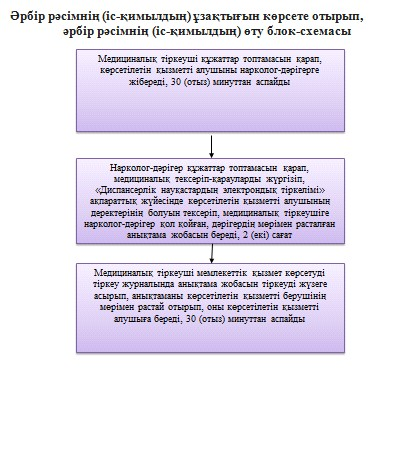 Әрбір рәсімнің (іс-қимылдың) ұзақтығын көрсете отырып,
әрбір рәсімнің (іс-қимылдың) өту блок-схемасы
Медициналық тіркеуші құжаттар топтамасын қарап,
көрсетілетін қызметті алушыны нарколог-дәрігерге
жібереді, 30 (отыз) минуттан аспайды
Нарколог-дәрігер құжаттар топтамасын қарап,
медициналық тексеріп-қарауларды жүргізіп,
«Диспансерлік науқастардың электрондық тіркелімі»
ақпараттық жүйесінде көрсетілетін қызметті алушының
деректерінің болуын тексеріп, медициналық тіркеушіге
нарколог-дәрігер қол қойған, дәрігердің мөрімен расталған
анықтама жобасын береді, 2 (екі) сағат
Медициналық тіркеуші мемлекеттік қызмет көрсетуді
тіркеу журналында анықтама жобасын тіркеуді жүзеге
асырып, анықтаманы көрсетілетін қызметті берушінің
мөрімен растай отырып, оны көрсетілетін қызметті
алушыға береді, 30 (отыз) минуттан аспайды